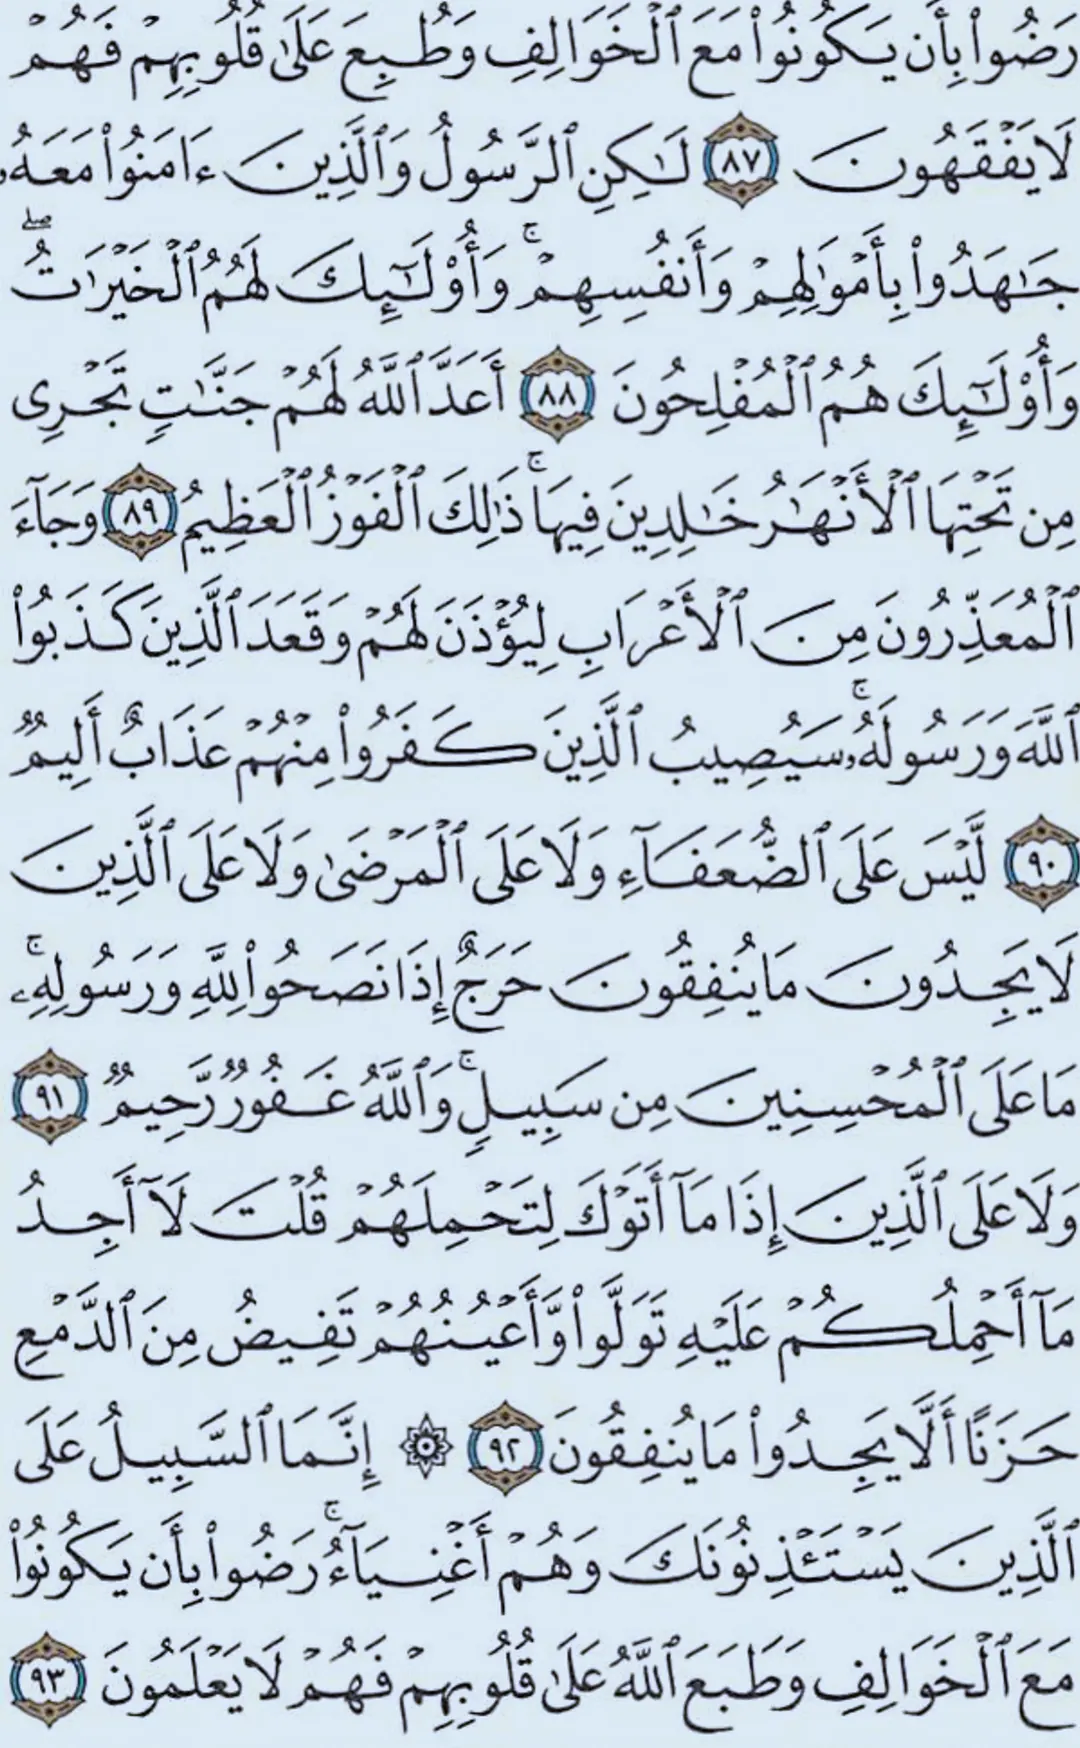 رَضُوا۟ بِأَن يَكُونُوا۟ مَعَ ٱلْخَوَالِفِ وَطُبِعَ عَلَىٰ قُلُوبِهِمْ فَهُمْ
لَا يَفْقَهُونَ ٨٧ لَـٰكِنِ ٱلرَّسُولُ وَٱلَّذِينَ ءَامَنُوا۟ مَعَهُۥ
جَـٰهَدُوا۟ بِأَمْوَٰلِهِمْ وَأَنفُسِهِمْ ۚ وَأُو۟لَـٰٓئِكَ لَهُمُ ٱلْخَيْرَٰتُ ۖ
وَأُو۟لَـٰٓئِكَ هُمُ ٱلْمُفْلِحُونَ ٨٨ أَعَدَّ ٱللَّهُ لَهُمْ جَنَّـٰتٍ تَجْرِى
مِن تَحْتِهَا ٱلْأَنْهَـٰرُ خَـٰلِدِينَ فِيهَا ۚ ذَٰلِكَ ٱلْفَوْزُ ٱلْعَظِيمُ ٨٩ وَجَآءَ
ٱلْمُعَذِّرُونَ مِنَ ٱلْأَعْرَابِ لِيُؤْذَنَ لَهُمْ وَقَعَدَ ٱلَّذِينَ كَذَبُوا۟
ٱللَّهَ وَرَسُولَهُۥ ۚ سَيُصِيبُ ٱلَّذِينَ كَفَرُوا۟ مِنْهُمْ عَذَابٌ أَلِيمٌ
٩٠ لَّيْسَ عَلَى ٱلضُّعَفَآءِ وَلَا عَلَى ٱلْمَرْضَىٰ وَلَا عَلَى ٱلَّذِينَ
لَا يَجِدُونَ مَا يُنفِقُونَ حَرَجٌ إِذَا نَصَحُوا۟ لِلَّهِ وَرَسُولِهِۦ ۚ
مَا عَلَى ٱلْمُحْسِنِينَ مِن سَبِيلٍ ۚ وَٱللَّهُ غَفُورٌ رَّحِيمٌ ٩١
وَلَا عَلَى ٱلَّذِينَ إِذَا مَآ أَتَوْكَ لِتَحْمِلَهُمْ قُلْتَ لَآ أَجِدُ
مَآ أَحْمِلُكُمْ عَلَيْهِ تَوَلَّوا۟ وَّأَعْيُنُهُمْ تَفِيضُ مِنَ ٱلدَّمْعِ
حَزَنًا أَلَّا يَجِدُوا۟ مَا يُنفِقُونَ ٩٢ ۞ إِنَّمَا ٱلسَّبِيلُ عَلَى
ٱلَّذِينَ يَسْتَـْٔذِنُونَكَ وَهُمْ أَغْنِيَآءُ ۚ رَضُوا۟ بِأَن يَكُونُوا۟
مَعَ ٱلْخَوَالِفِ وَطَبَعَ ٱللَّهُ عَلَىٰ قُلُوبِهِمْ فَهُمْ لَا يَعْلَمُونَ ٩٣